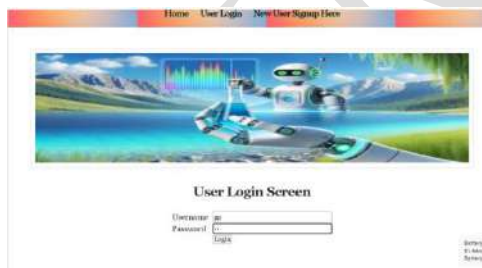 Home User Login New User Signup Here
User Login Screen
Username
Password
Login